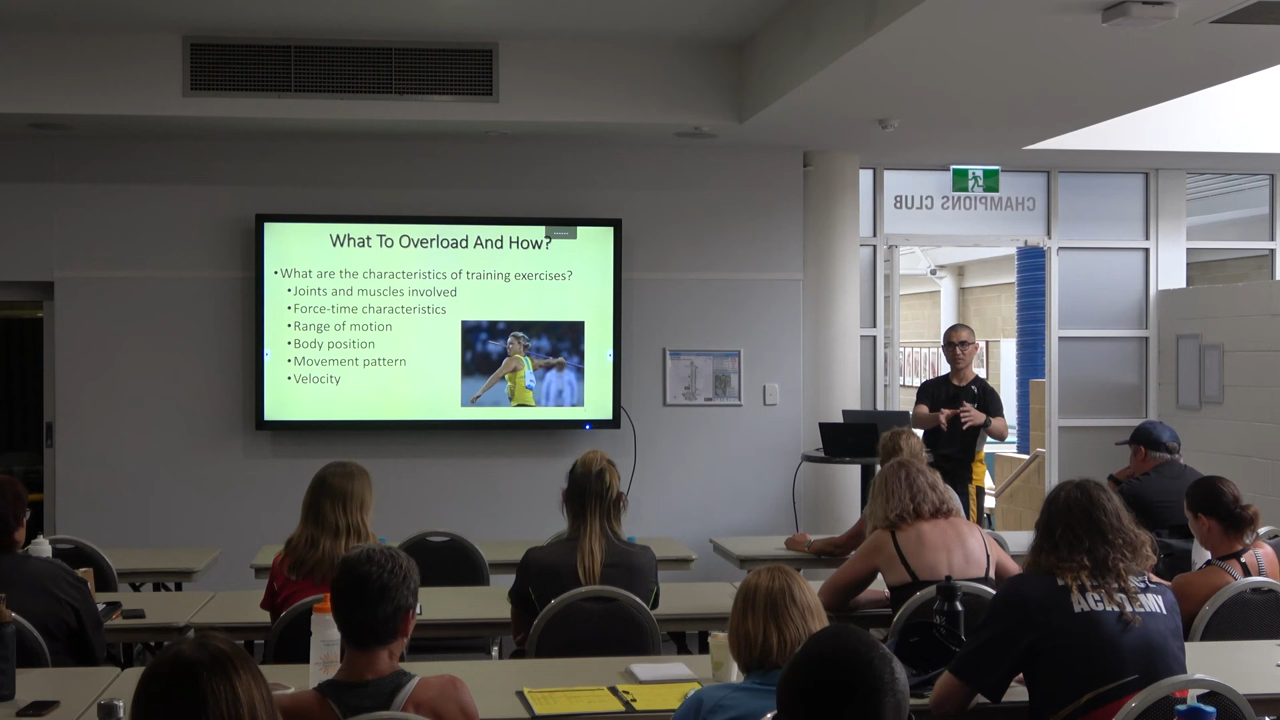 What To Overload And How?
•What are the characteristics of training exercises?
•Joints and muscles involved
•Force-time characteristics
•Range of motion
•Body position
•Movement pattern
•Velocity
CHAMPIONS CLUB
ACADEMY